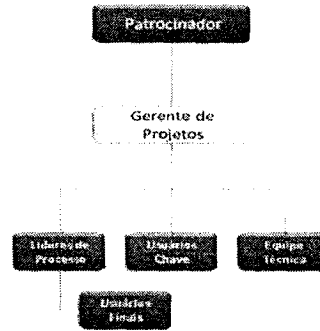 Patrocinador
Gerente de
Projetos
Líderes de
Processo
Usuários
Chave
Equipe
Técnica
Usuários
Finais